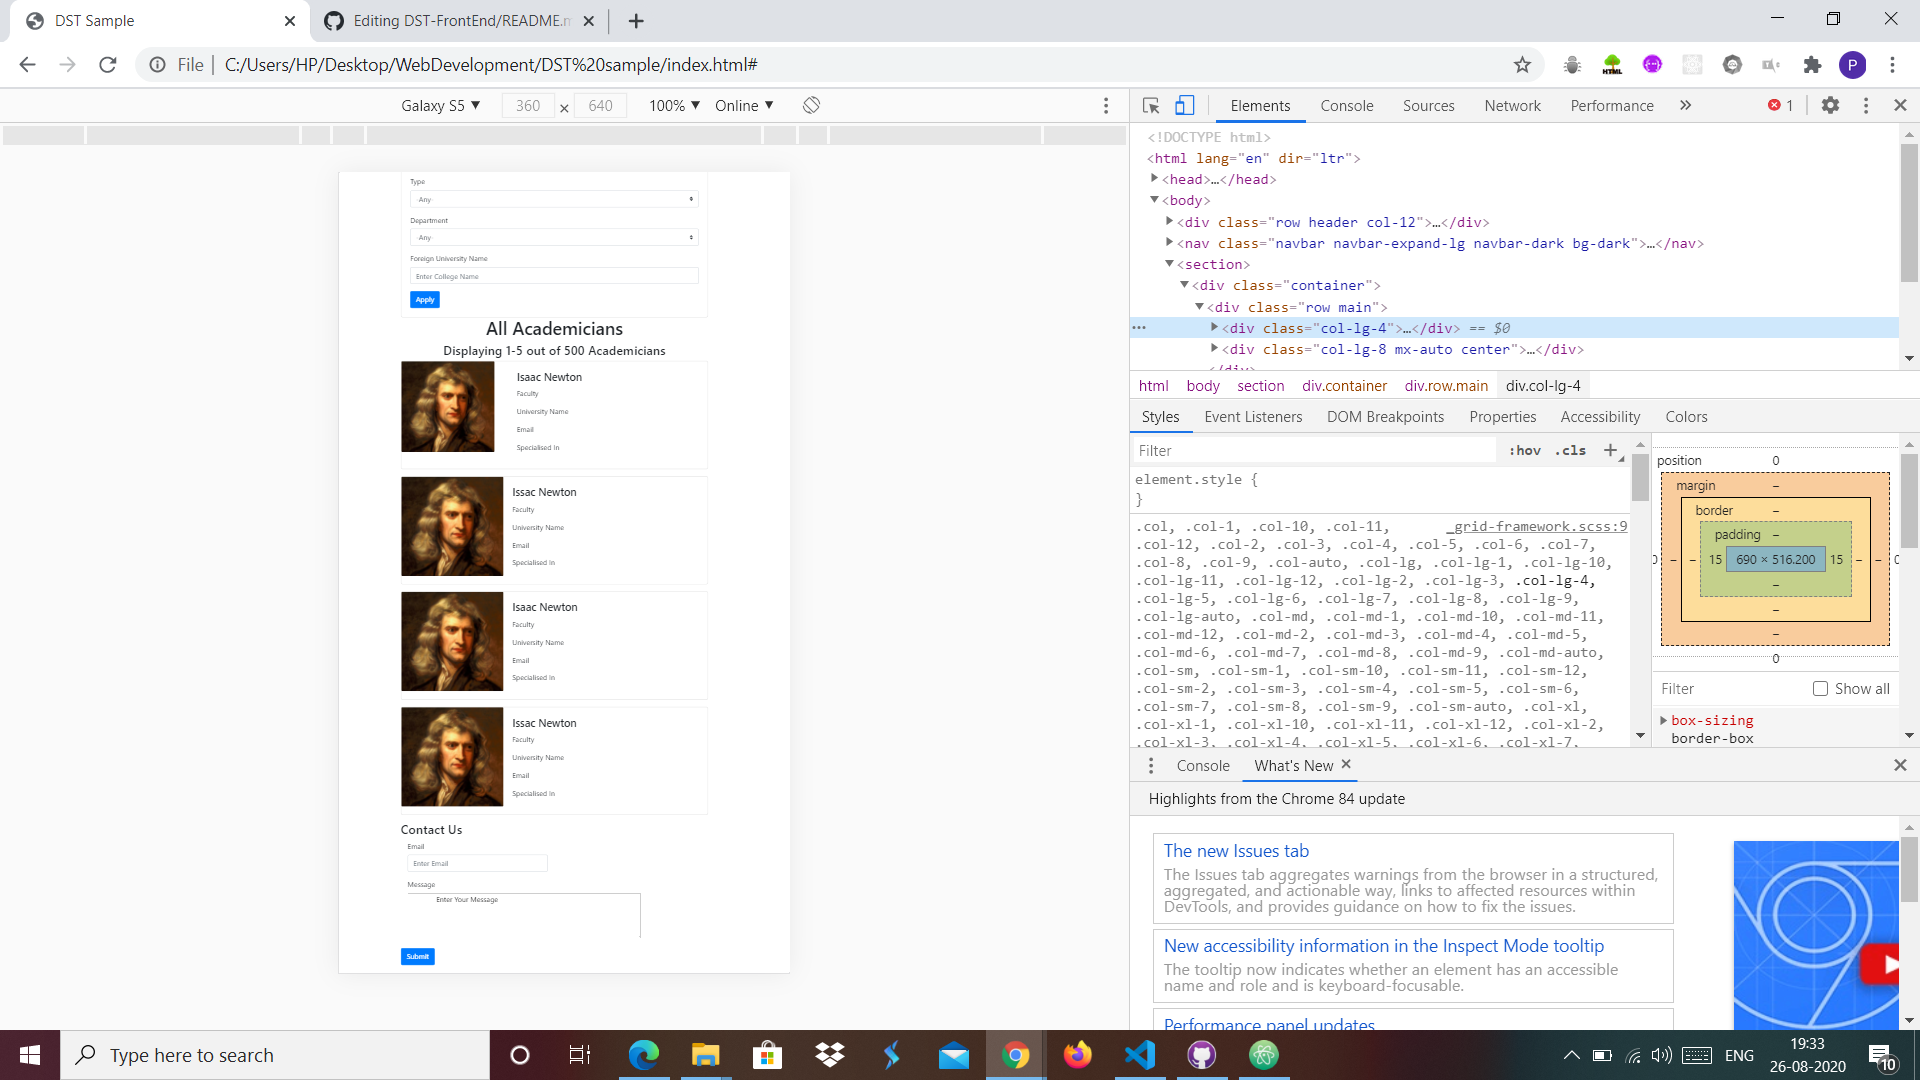 DST Sample
Editing DST-FrontEnd/README.m
File | C:/Users/HP/Desktop/WebDevelopment/DST%20sample/index.html#
P
Galaxy S5 ▼ 360 × 640 100% ▼ Online ▼
Type
Any
Department
Any
Foreign University Name
Enter College Name
Apply
All Academicians
Displaying 1-5 out of 500 Academicians
Isaac Newton
Faculty
University Name
Email
Specialised In
Issac Newton
Faculty
University Name
Email
Specialised In
Issac Newton
Faculty
University Name
Email
Specialised In
Issac Newton
Faculty
University Name
Email
Specialised In
Contact Us
Email
Enter Email
Message
Enter Your Message
Submit
Elements Console Sources Network Performance » 1
<!DOCTYPE html>
<html lang="en" dir="ltr">
<head>…</head>
<body>
<div class="row header col-12">…</div>
<nav class="navbar navbar-expand-lg navbar-dark bg-dark">…</nav>
<section>
<div class="container">
<div class="row main">
<div class="col-lg-4">…</div> == $0
<div class="col-lg-8 mx-auto center">…</div>
</div>
html body section div.container div.row.main div.col-lg-4
Styles Event Listeners DOM Breakpoints Properties Accessibility Colors
Filter :hov .cls +
element.style {
}
.col, .col-1, .col-10, .col-11, _grid-framework.scss:9
.col-12, .col-2, .col-3, .col-4, .col-5, .col-6, .col-7,
.col-8, .col-9, .col-auto, .col-lg, .col-lg-1, .col-lg-10,
.col-lg-11, .col-lg-12, .col-lg-2, .col-lg-3, .col-lg-4,
.col-lg-5, .col-lg-6, .col-lg-7, .col-lg-8, .col-lg-9,
.col-lg-auto, .col-md, .col-md-1, .col-md-10, .col-md-11,
.col-md-12, .col-md-2, .col-md-3, .col-md-4, .col-md-5,
.col-md-6, .col-md-7, .col-md-8, .col-md-9, .col-md-auto,
.col-sm, .col-sm-1, .col-sm-10, .col-sm-11, .col-sm-12,
.col-sm-2, .col-sm-3, .col-sm-4, .col-sm-5, .col-sm-6,
.col-sm-7, .col-sm-8, .col-sm-9, .col-sm-auto, .col-xl,
.col-xl-1, .col-xl-10, .col-xl-11, .col-xl-12, .col-xl-2,
.col-xl-3, .col-xl-4, .col-xl-5, .col-xl-6, .col-xl-7,
position 0
margin –
border –
padding –
0 – – 15 690 × 516.200 15 – – 0
–
–
–
0
Filter Show all
box-sizing
border-box
Console What's New
Highlights from the Chrome 84 update
The new Issues tab
The Issues tab aggregates warnings from the browser in a structured,
aggregated, and actionable way, links to affected resources within
DevTools, and provides guidance on how to fix the issues.
New accessibility information in the Inspect Mode tooltip
The tooltip now indicates whether an element has an accessible
name and role and is keyboard-focusable.
Performance panel updates
Type here to search
ENG
19:33
26-08-2020
10